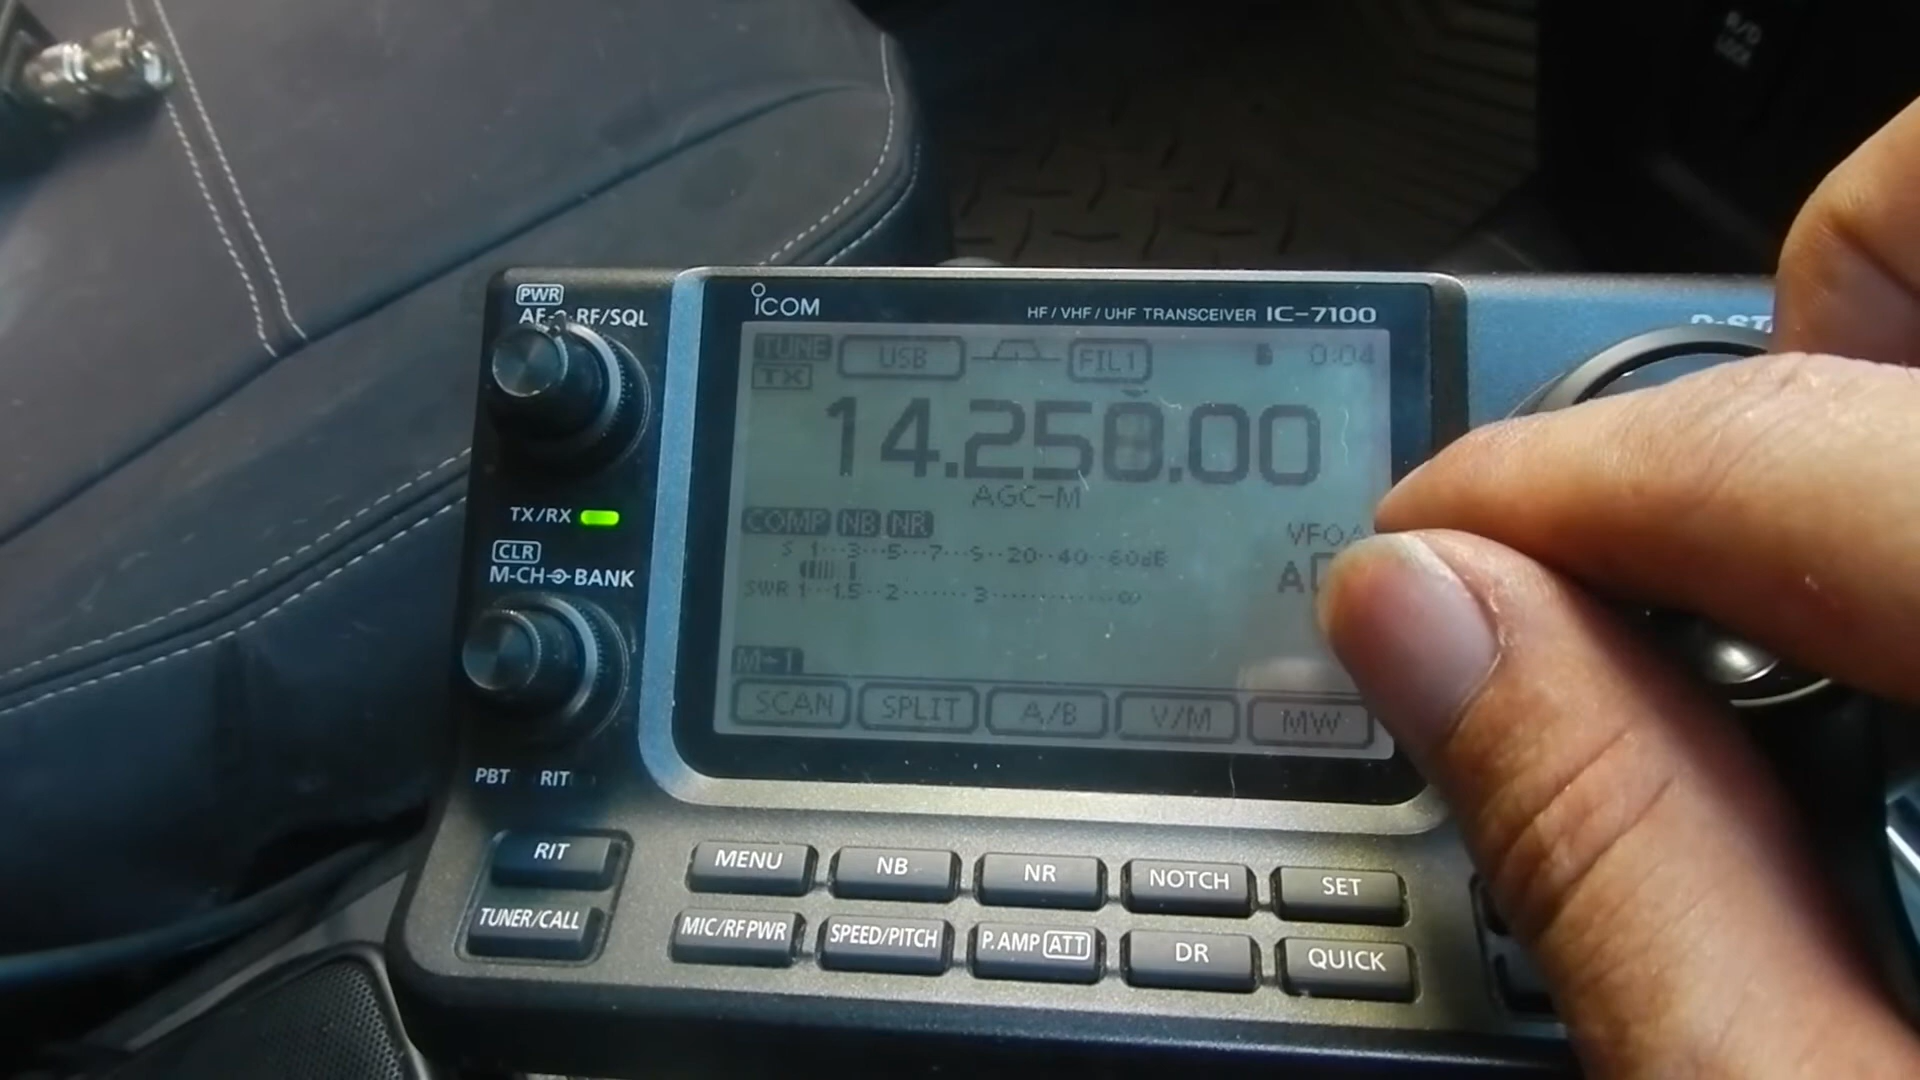 R/D
LOCK
PWR
AF RF/SQL
ICOM
HF/VHF/UHF TRANSCEIVER IC-7100
TUNE USB FIL1 0:04
TX
14.258.00
AGC-M
TX/RX
COMP NB NR
VFOA
S 1···3···5···7···9···20···40···60dB
A
SWR 1···1.5···2·······3··············∞
CLR
M-CH BANK
SCAN SPLIT A/B V/M MW
PBT RIT
RIT MENU NB NR NOTCH SET
TUNER/CALL MIC/RF PWR SPEED/PITCH P.AMP ATT DR QUICK